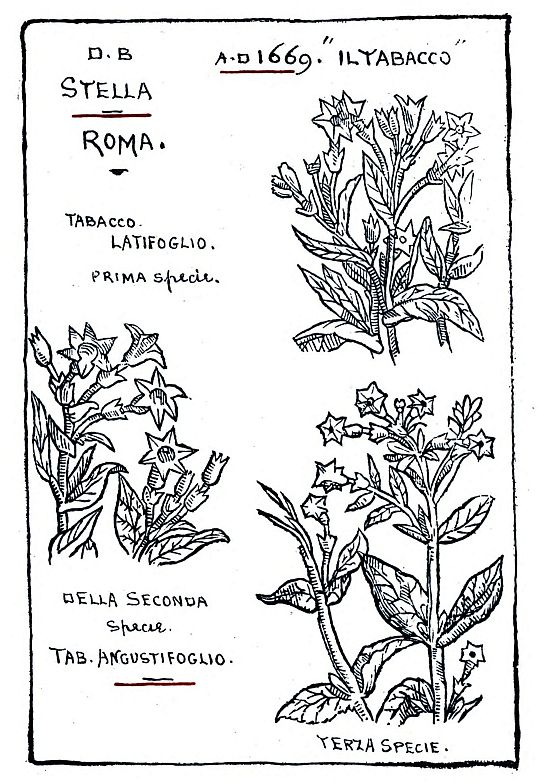 D. B
STELLA
ROMA.
A·D 1669. "IL TABACCO"
TABACCO.
LATIFOGLIO.
PRIMA specie.
DELLA SECONDA
specie.
TAB. ANGUSTIFOGLIO.
TERZA SPECIE.